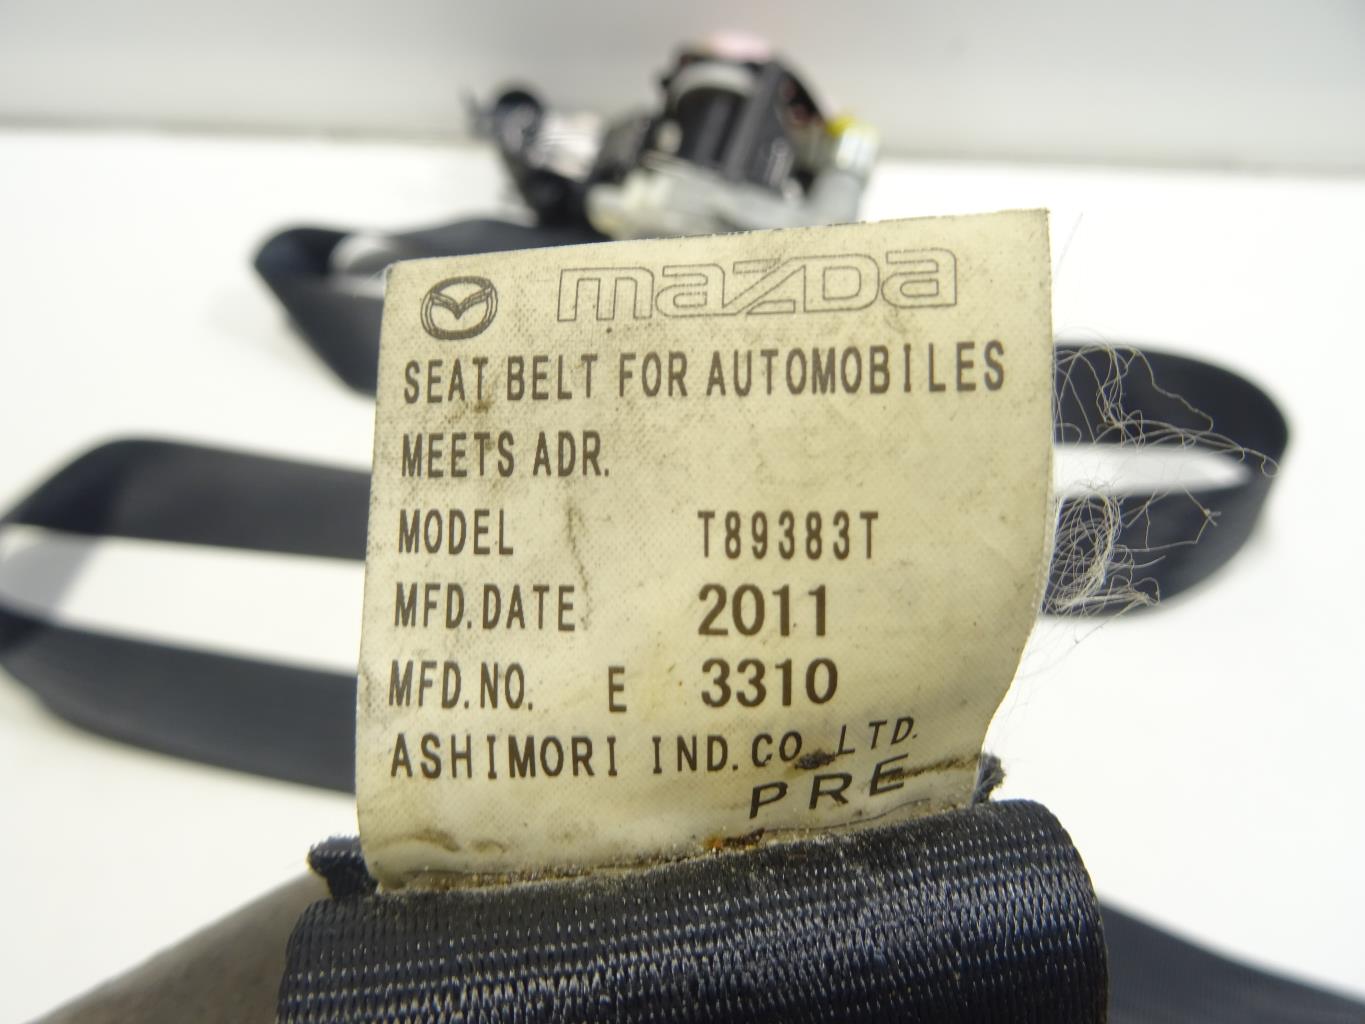 mazda
SEAT BELT FOR AUTOMOBILES
MEETS ADR.
MODEL T89383T
MFD.DATE 2011
MFD.NO. E 3310
ASHIMORI IND.CO.,LTD.
PRE